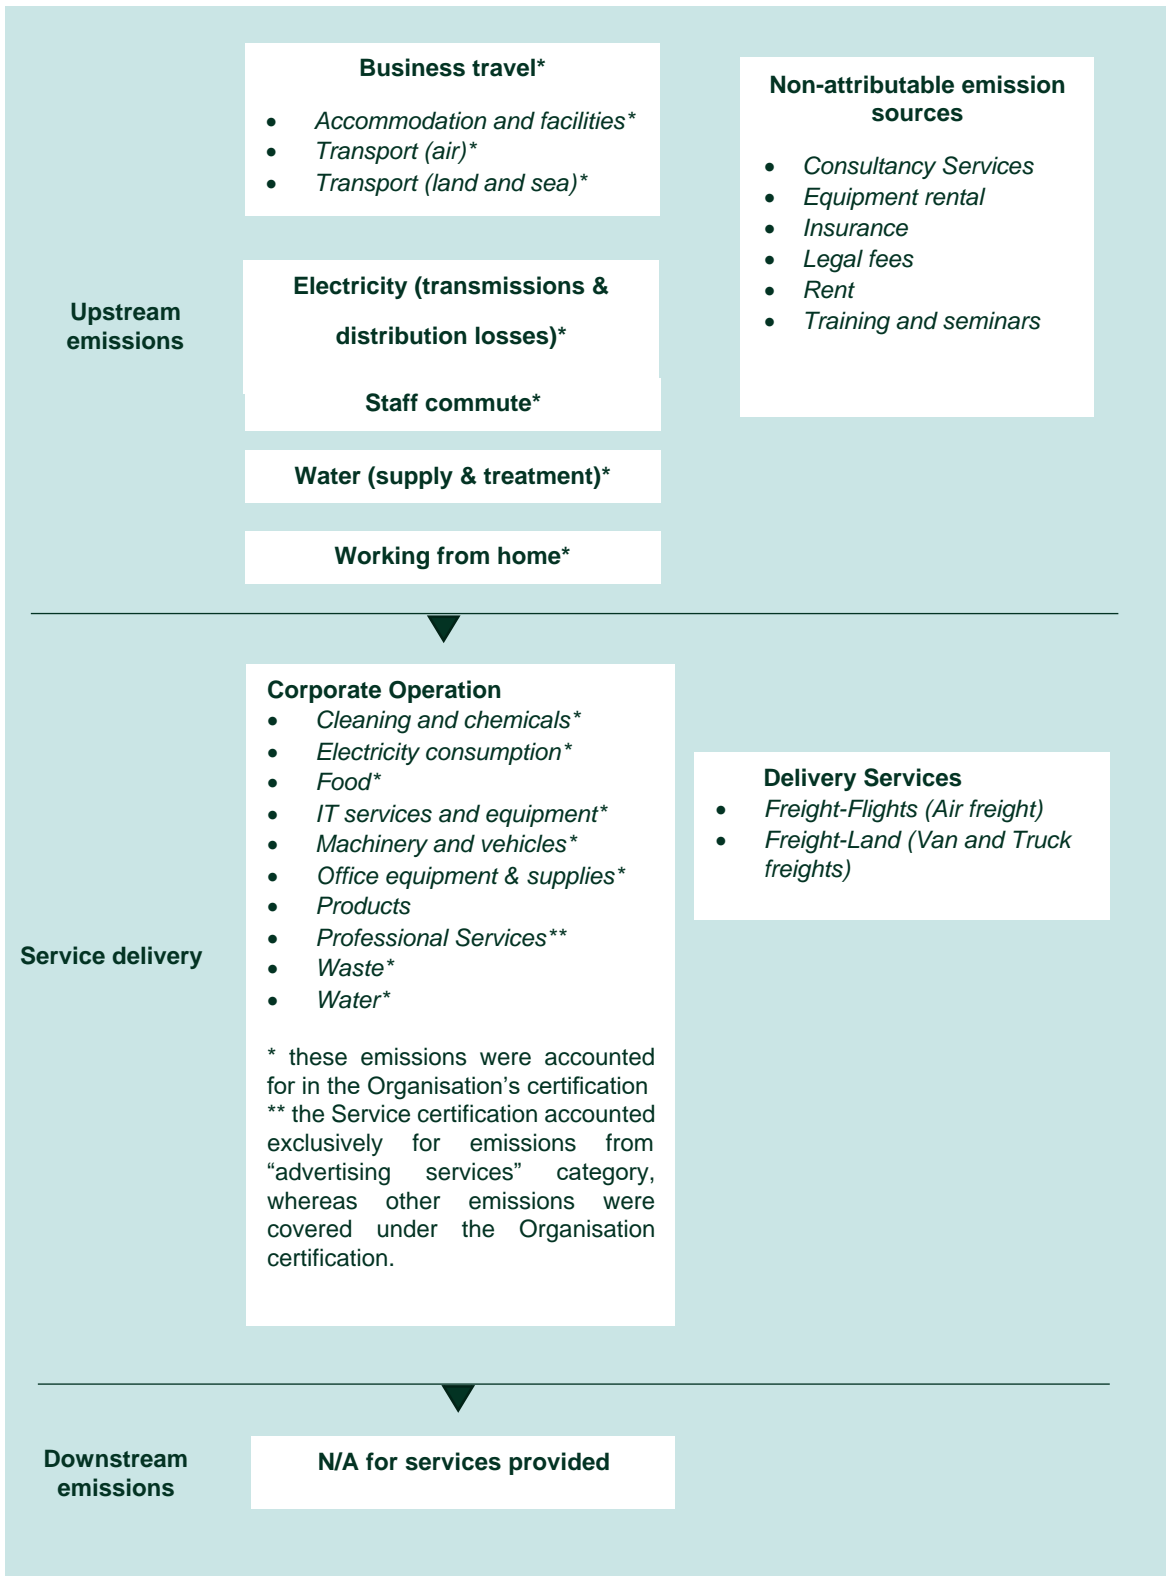 Business travel*
• Accommodation and facilities*
• Transport (air)*
• Transport (land and sea)*
Non-attributable emission
sources
• Consultancy Services
• Equipment rental
• Insurance
• Legal fees
• Rent
• Training and seminars
Upstream
emissions
Electricity (transmissions &
distribution losses)*
Staff commute*
Water (supply & treatment)*
Working from home*
Service delivery
Corporate Operation
• Cleaning and chemicals*
• Electricity consumption*
• Food*
• IT services and equipment*
• Machinery and vehicles*
• Office equipment & supplies*
• Products
• Professional Services**
• Waste*
• Water*
* these emissions were accounted
for in the Organisation’s certification
** the Service certification accounted
exclusively for emissions from
“advertising services” category,
whereas other emissions were
covered under the Organisation
certification.
Delivery Services
• Freight-Flights (Air freight)
• Freight-Land (Van and Truck
freights)
Downstream
emissions
N/A for services provided